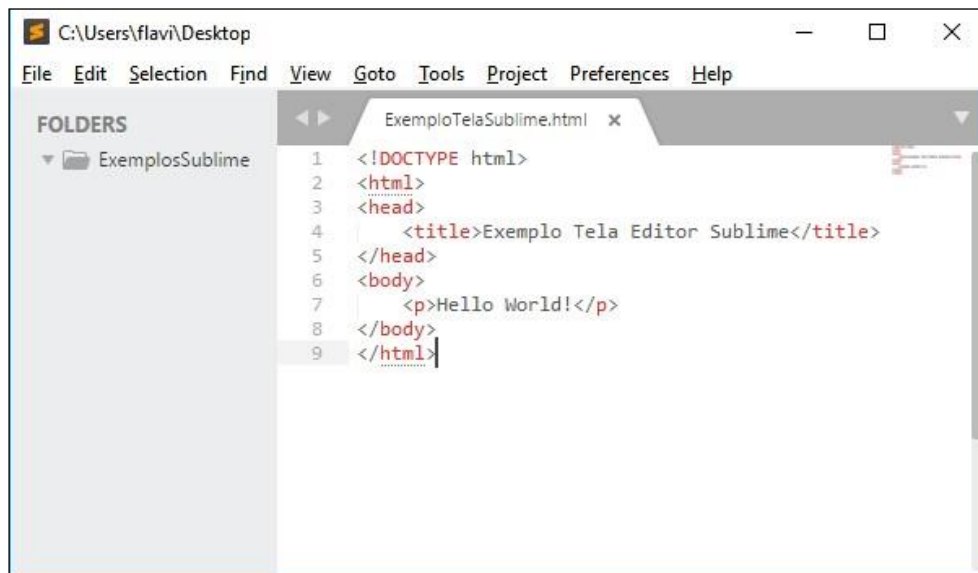 C:\Users\flavi\Desktop
File Edit Selection Find View Goto Tools Project Preferences Help
FOLDERS
ExemplosSublime
ExemploTelaSublime.html
1 <!DOCTYPE html>
2 <html>
3 <head>
4     <title>Exemplo Tela Editor Sublime</title>
5 </head>
6 <body>
7     <p>Hello World!</p>
8 </body>
9 </html>